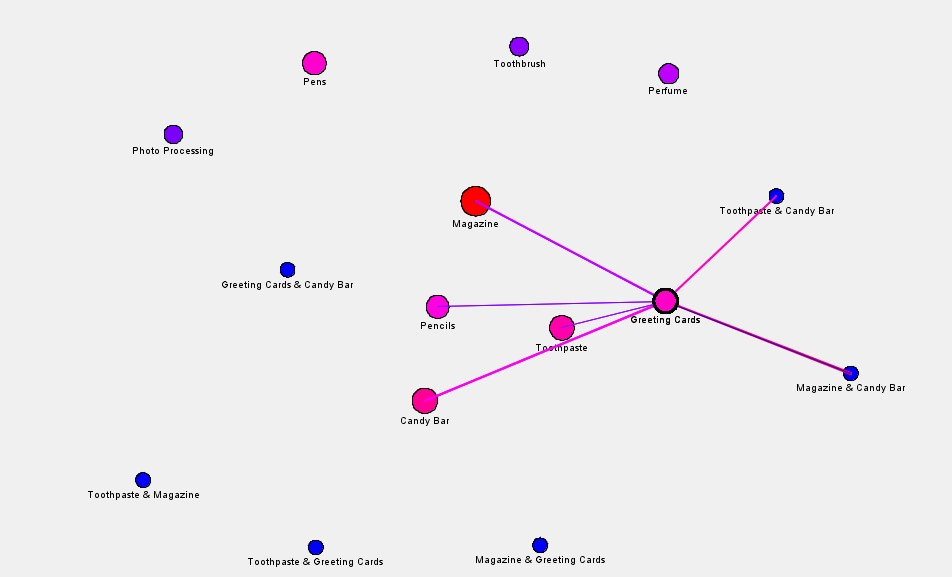 Toothbrush
Pens
Perfume
Photo Processing
Toothpaste & Candy Bar
Magazine
Greeting Cards & Candy Bar
Greeting Cards
Pencils
Toothpaste
Magazine & Candy Bar
Candy Bar
Toothpaste & Magazine
Magazine & Greeting Cards
Toothpaste & Greeting Cards